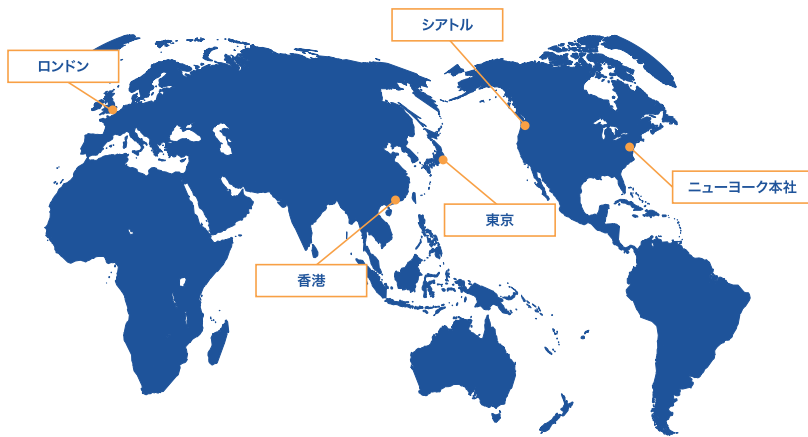 シアトル
ロンドン
ニューヨーク本社
東京
香港